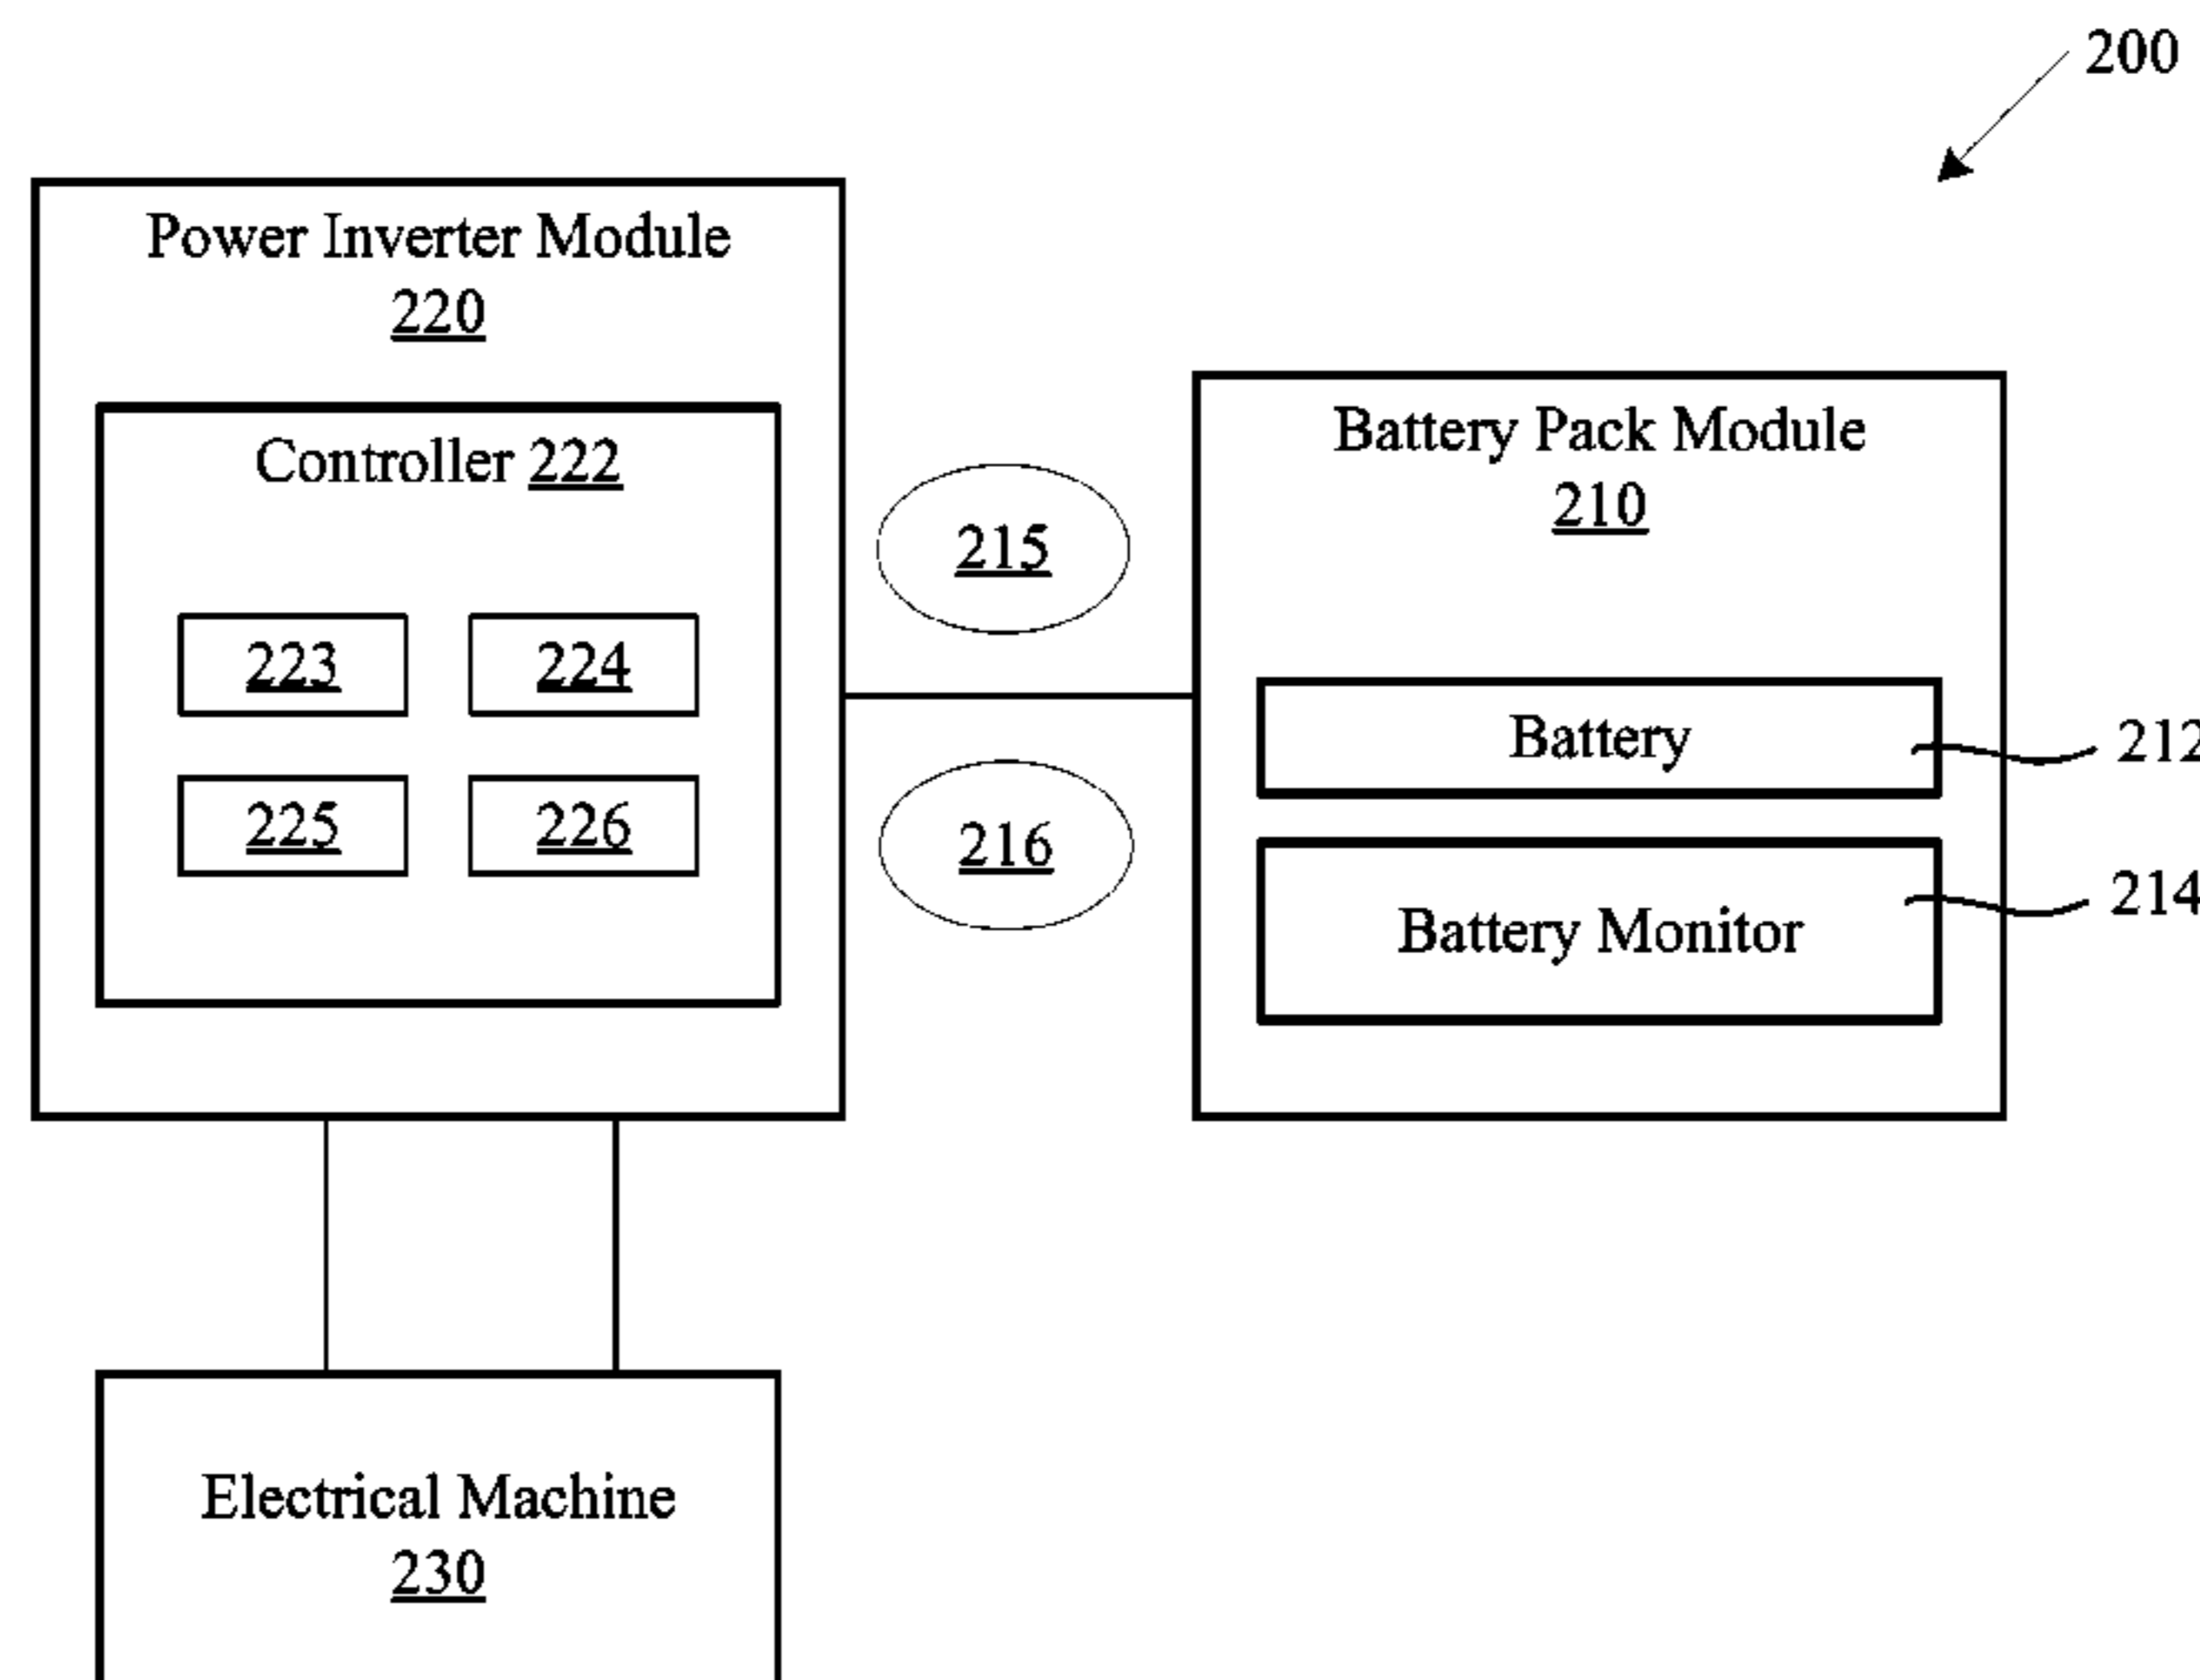 200
Power Inverter Module
220
Controller 222
223 224
225 226
215
216
Battery Pack Module
210
Battery
212
Battery Monitor
214
Electrical Machine
230